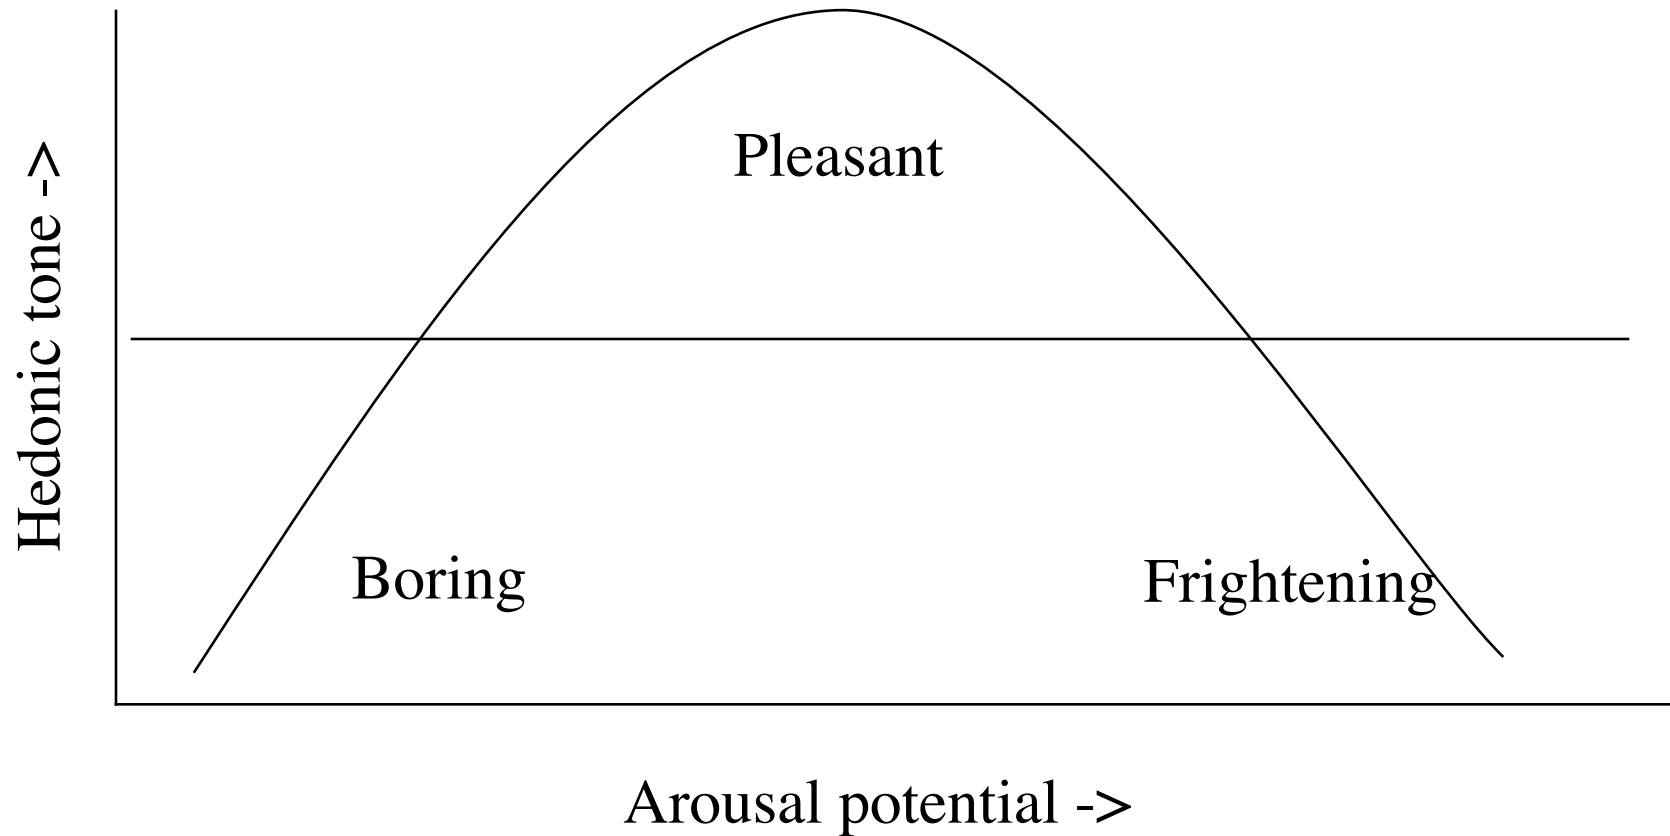 Hedonic tone ->
Pleasant
Boring
Frightening
Arousal potential ->